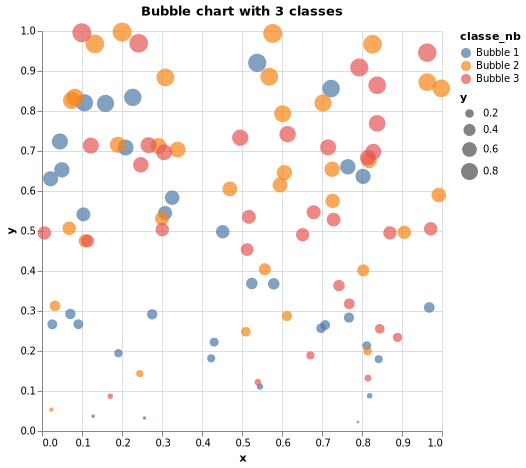 Bubble chart with 3 classes
classe_nb
Bubble 1
Bubble 2
Bubble 3
y
0.2
0.4
0.6
0.8
y
1.0
0.9
0.8
0.7
0.6
0.5
0.4
0.3
0.2
0.1
0.0
0.0 0.1 0.2 0.3 0.4 0.5 0.6 0.7 0.8 0.9 1.0
x